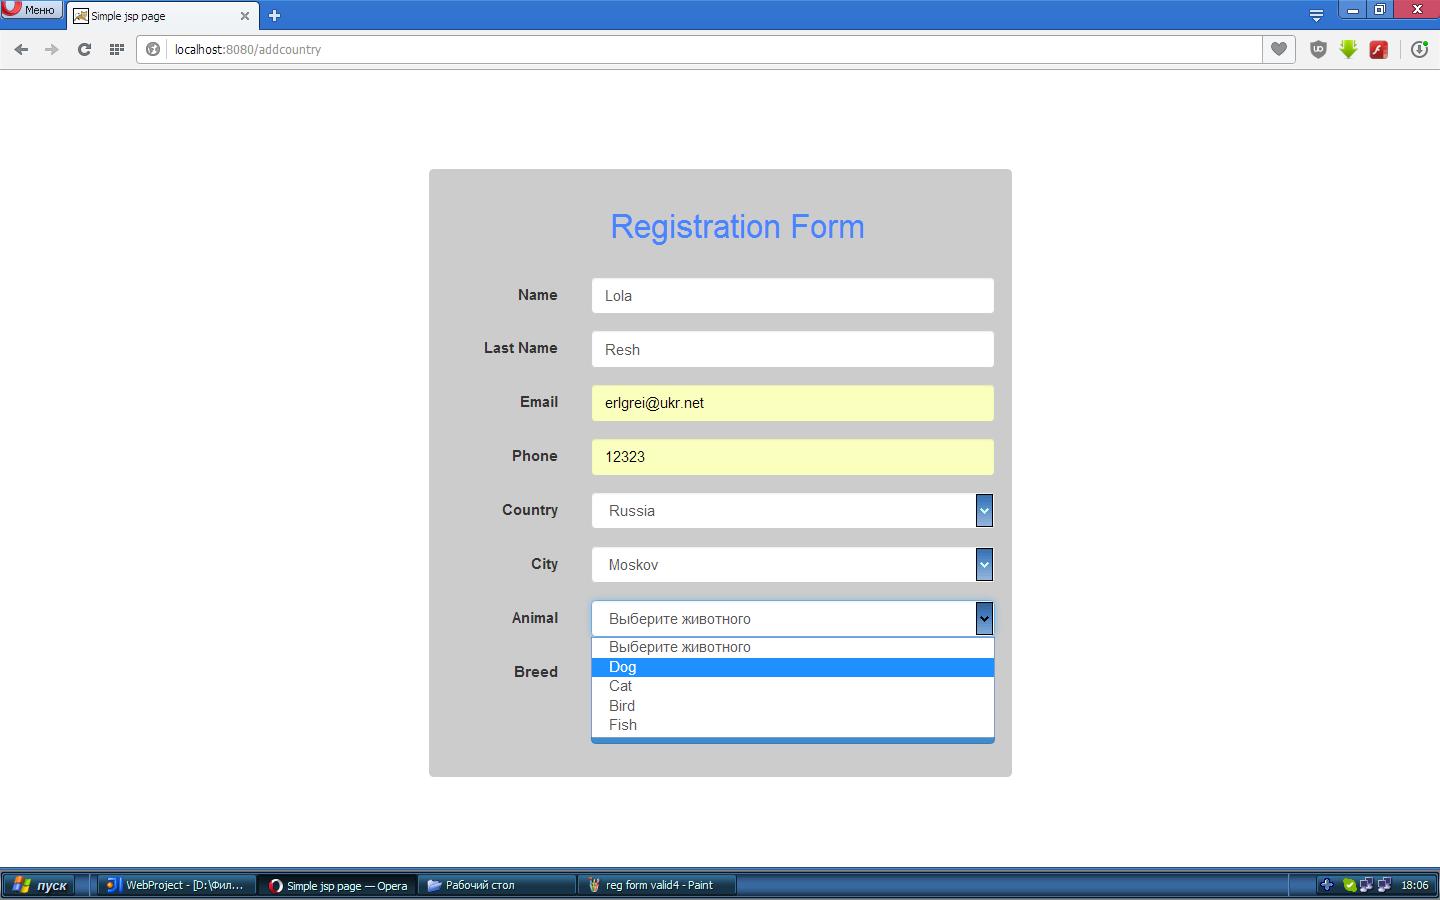 Меню
Simple jsp page
localhost:8080/addcountry
Registration Form
Name
Lola
Last Name
Resh
Email
erlgrei@ukr.net
Phone
12323
Country
Russia
City
Moskov
Animal
Выберите животного
Выберите животного
Dog
Breed
Cat
Bird
Fish
пуск
WebProject - [D:\Фил...
Simple jsp page — Opera
Рабочий стол
reg form valid4 - Paint
18:06